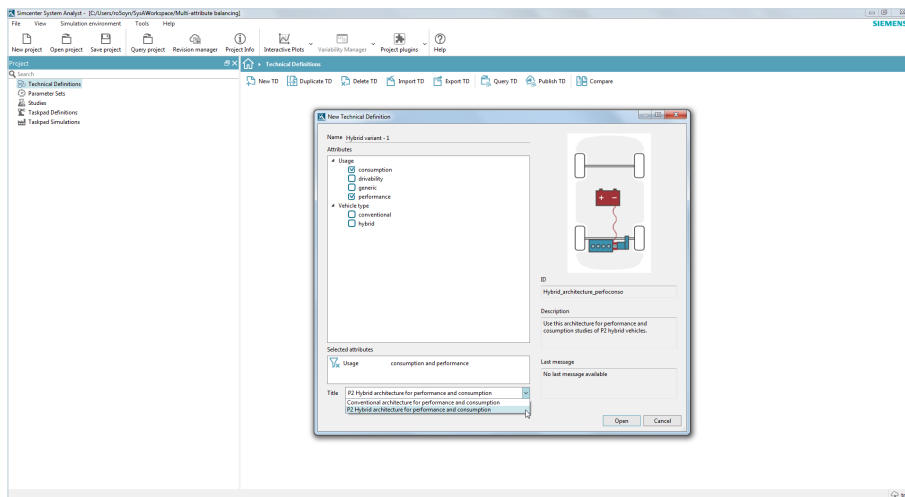 Simcenter System Analyst - [C:/Users/ro5oyn/SysAWorkspace/Multi-attribute balancing]
File View Simulation environment Tools Help
SIEMENS
New project Open project Save project Query project Revision manager Project Info Interactive Plots Variability Manager Project plugins Help
Project
Technical Definitions
Search
New TD Duplicate TD Delete TD Import TD Export TD Query TD Publish TD Compare
Technical Definitions
Parameter Sets
Studies
Taskpad Definitions
Taskpad Simulations
New Technical Definition
Name Hybrid variant - 1
Attributes
Usage
consumption
drivability
generic
performance
Vehicle type
conventional
hybrid
ID
Hybrid_architecture_perfoconso
Description
Use this architecture for performance and
cosumption studies of P2 hybrid vehicles.
Selected attributes
Usage consumption and performance
Last message
No last message available
Title P2 Hybrid architecture for performance and consumption
Conventional architecture for performance and consumption
P2 Hybrid architecture for performance and consumption
Open Cancel